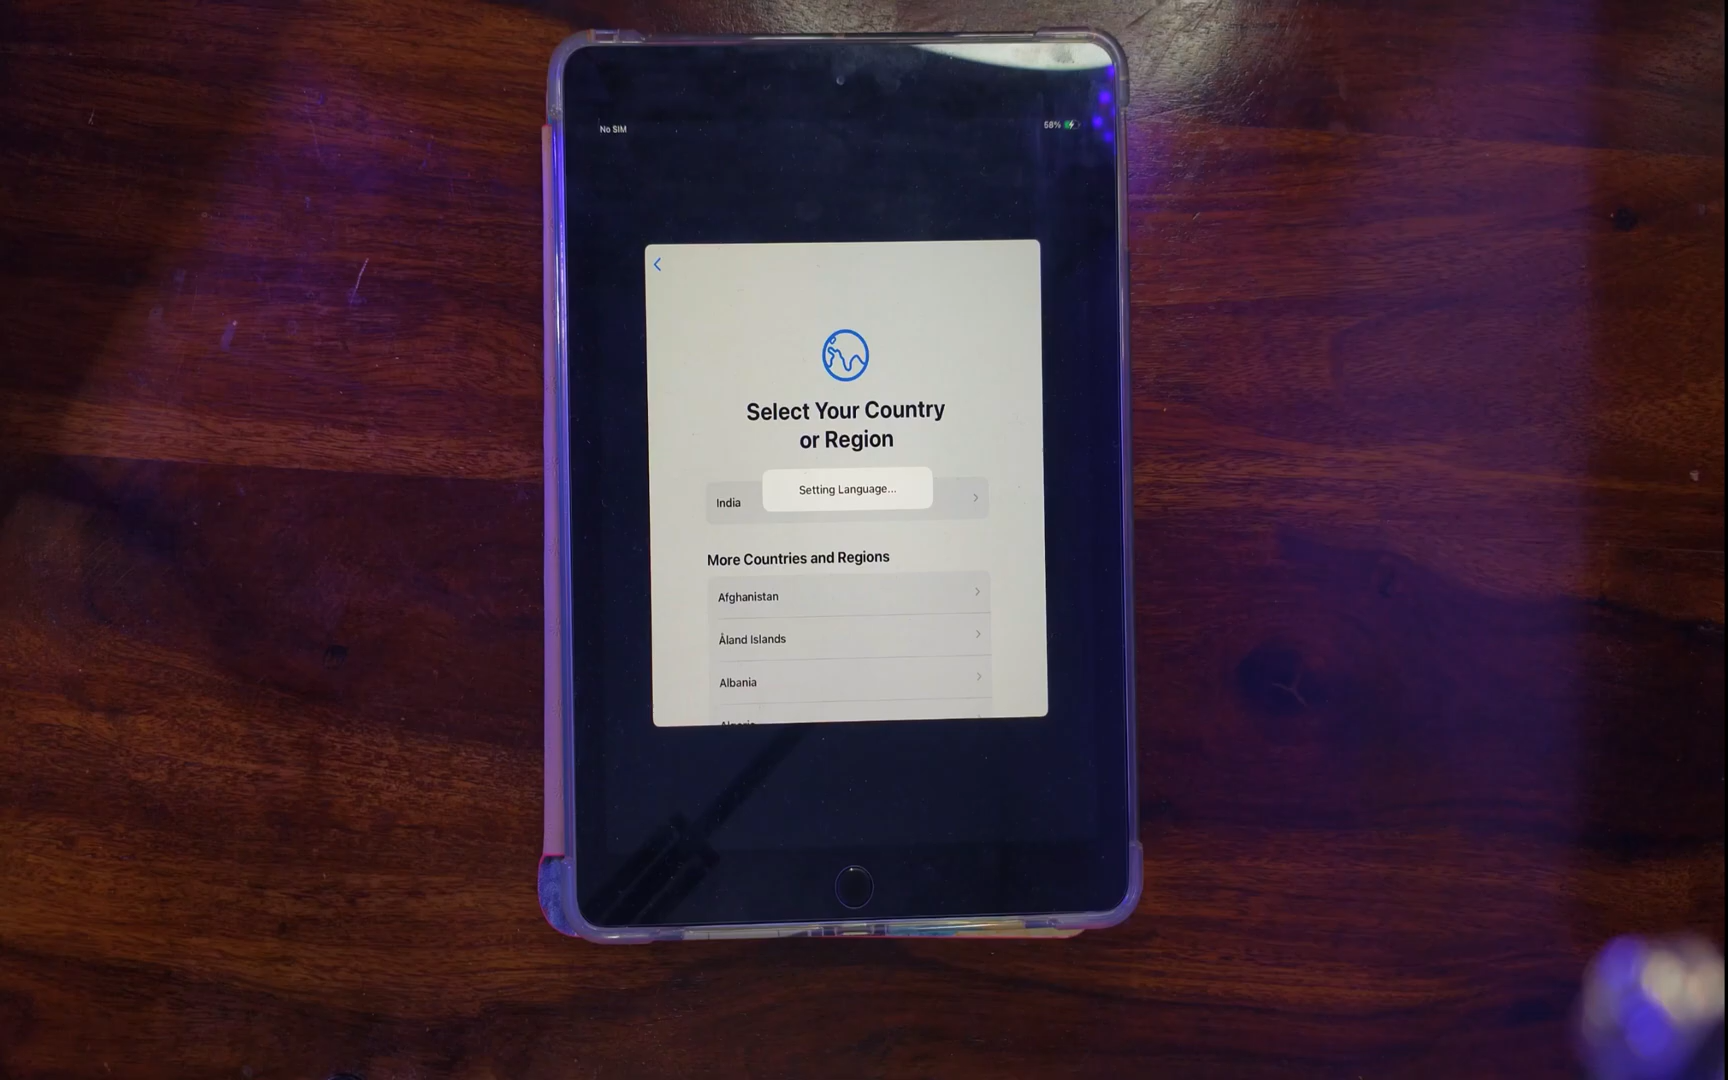 No SIM
58%
Select Your Country
or Region
Setting Language...
India
More Countries and Regions
Afghanistan
Åland Islands
Albania